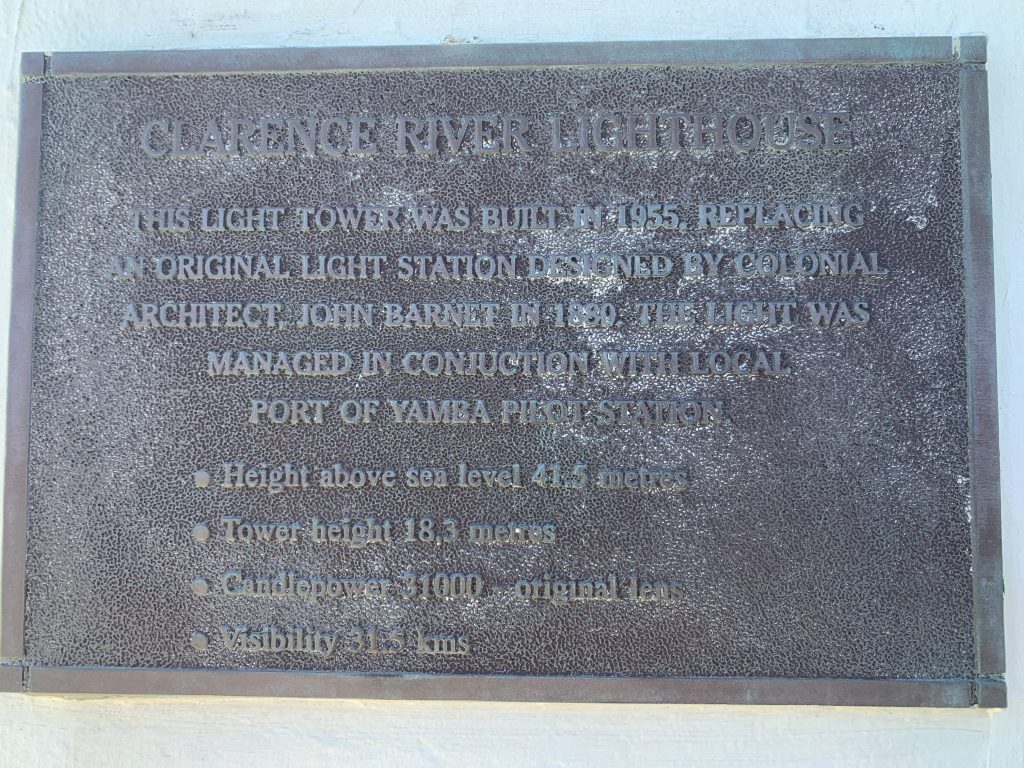 CLARENCE RIVER LIGHTHOUSE
THIS LIGHT TOWER WAS BUILT IN 1955, REPLACING
AN ORIGINAL LIGHT STATION DESIGNED BY COLONIAL
ARCHITECT, JOHN BARNET IN 1880. THE LIGHT WAS
MANAGED IN CONJUCTION WITH LOCAL
PORT OF YAMBA PILOT STATION.
• Height above sea level 41.5 metres
• Tower height 18.3 metres
• Candlepower 31000 - original lens
• Visibility 31.5 kms